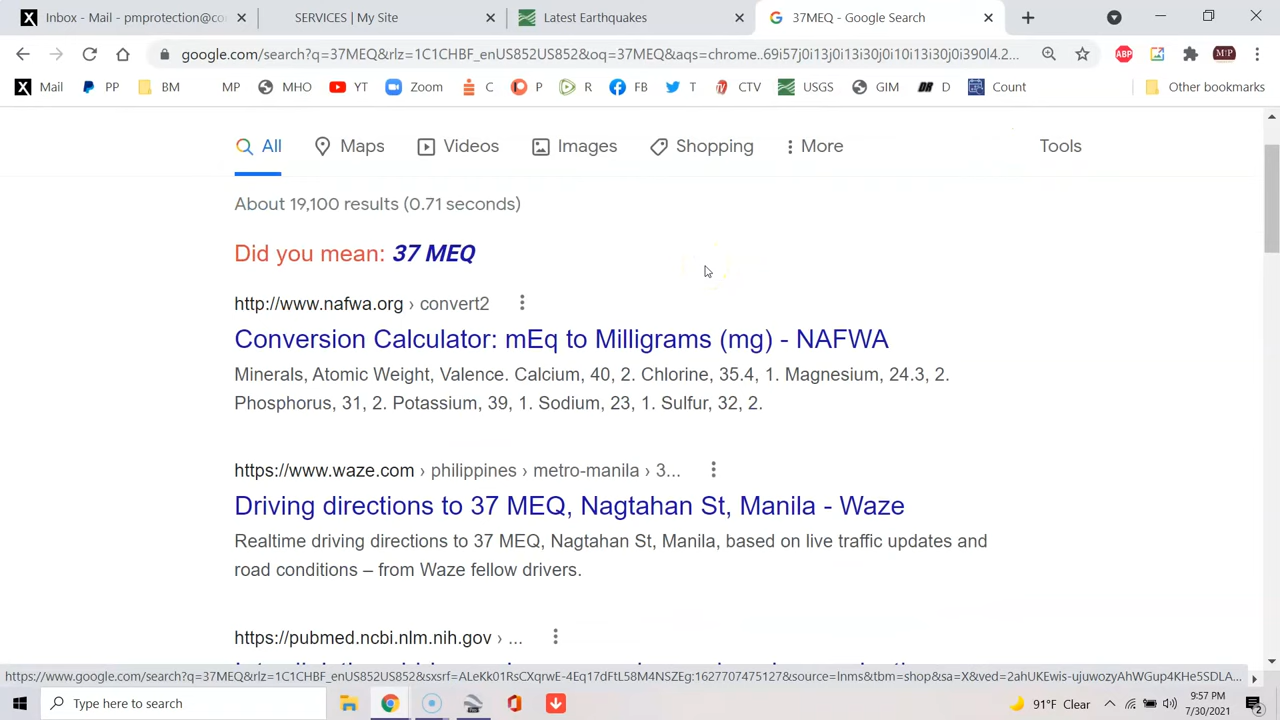 Inbox - Mail - pmprotection@co
SERVICES | My Site
Latest Earthquakes
37MEQ - Google Search
google.com/search?q=37MEQ&rlz=1C1CHBF_enUS852US852&oq=37MEQ&aqs=chrome..69i57j0i13j0i13i30j0i10i13i30j0i390l4.2...
ABP
Mail
PP
BM
MP
MHO
YT
Zoom
C
P
R
FB
T
CTV
USGS
GIM
DR D
Count
Other bookmarks
All
Maps
Videos
Images
Shopping
More
Tools
About 19,100 results (0.71 seconds)
Did you mean: 37 MEQ
http://www.nafwa.org › convert2
Conversion Calculator: mEq to Milligrams (mg) - NAFWA
Minerals, Atomic Weight, Valence. Calcium, 40, 2. Chlorine, 35.4, 1. Magnesium, 24.3, 2.
Phosphorus, 31, 2. Potassium, 39, 1. Sodium, 23, 1. Sulfur, 32, 2.
https://www.waze.com › philippines › metro-manila › 3...
Driving directions to 37 MEQ, Nagtahan St, Manila - Waze
Realtime driving directions to 37 MEQ, Nagtahan St, Manila, based on live traffic updates and
road conditions – from Waze fellow drivers.
https://pubmed.ncbi.nlm.nih.gov › ...
https://www.google.com/search?q=37MEQ&rlz=1C1CHBF_enUS852US852&sxsrf=ALeKk01RsCXqrwE-4Eq17dFtL58M4NSZEg:1627707475127&source=lnms&tbm=shop&sa=X&ved=2ahUKEwis-ujuwozyAhWGup4KHe5SDLA...
Type here to search
91°F Clear
9:57 PM
7/30/2021
2